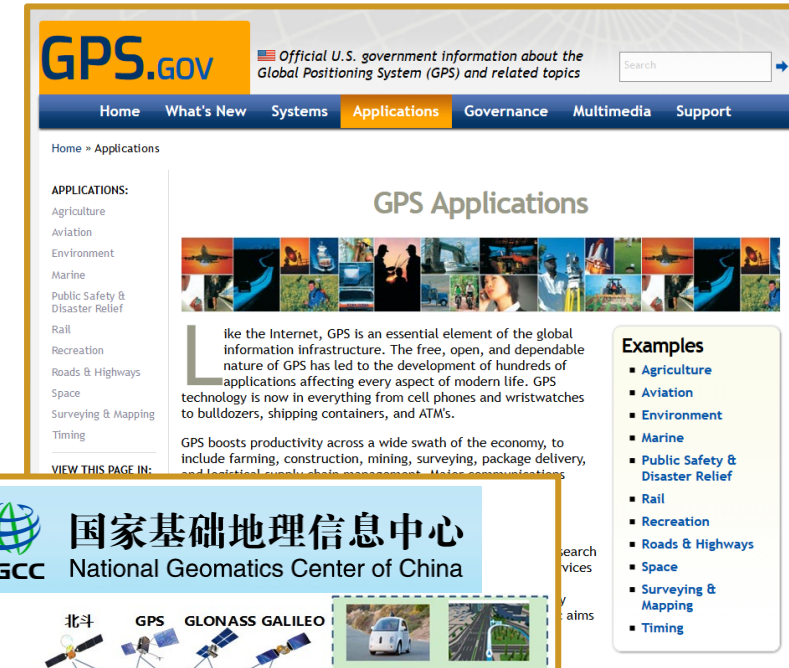 GPS.GOV
Official U.S. government information about the
Global Positioning System (GPS) and related topics
Search
Home What's New Systems Applications Governance Multimedia Support
Home » Applications
APPLICATIONS:
Agriculture
Aviation
Environment
Marine
Public Safety &
Disaster Relief
Rail
Recreation
Roads & Highways
Space
Surveying & Mapping
Timing
VIEW THIS PAGE IN:
GPS Applications
Like the Internet, GPS is an essential element of the global
information infrastructure. The free, open, and dependable
nature of GPS has led to the development of hundreds of
applications affecting every aspect of modern life. GPS
technology is now in everything from cell phones and wristwatches
to bulldozers, shipping containers, and ATM's.
GPS boosts productivity across a wide swath of the economy, to
include farming, construction, mining, surveying, package delivery,
and logistical supply chain management. Major communications
search
aims
Examples
Agriculture
Aviation
Environment
Marine
Public Safety &
Disaster Relief
Rail
Recreation
Roads & Highways
Space
Surveying &
Mapping
Timing
国家基础地理信息中心
National Geomatics Center of China
北斗 GPS GLONASS GALILEO